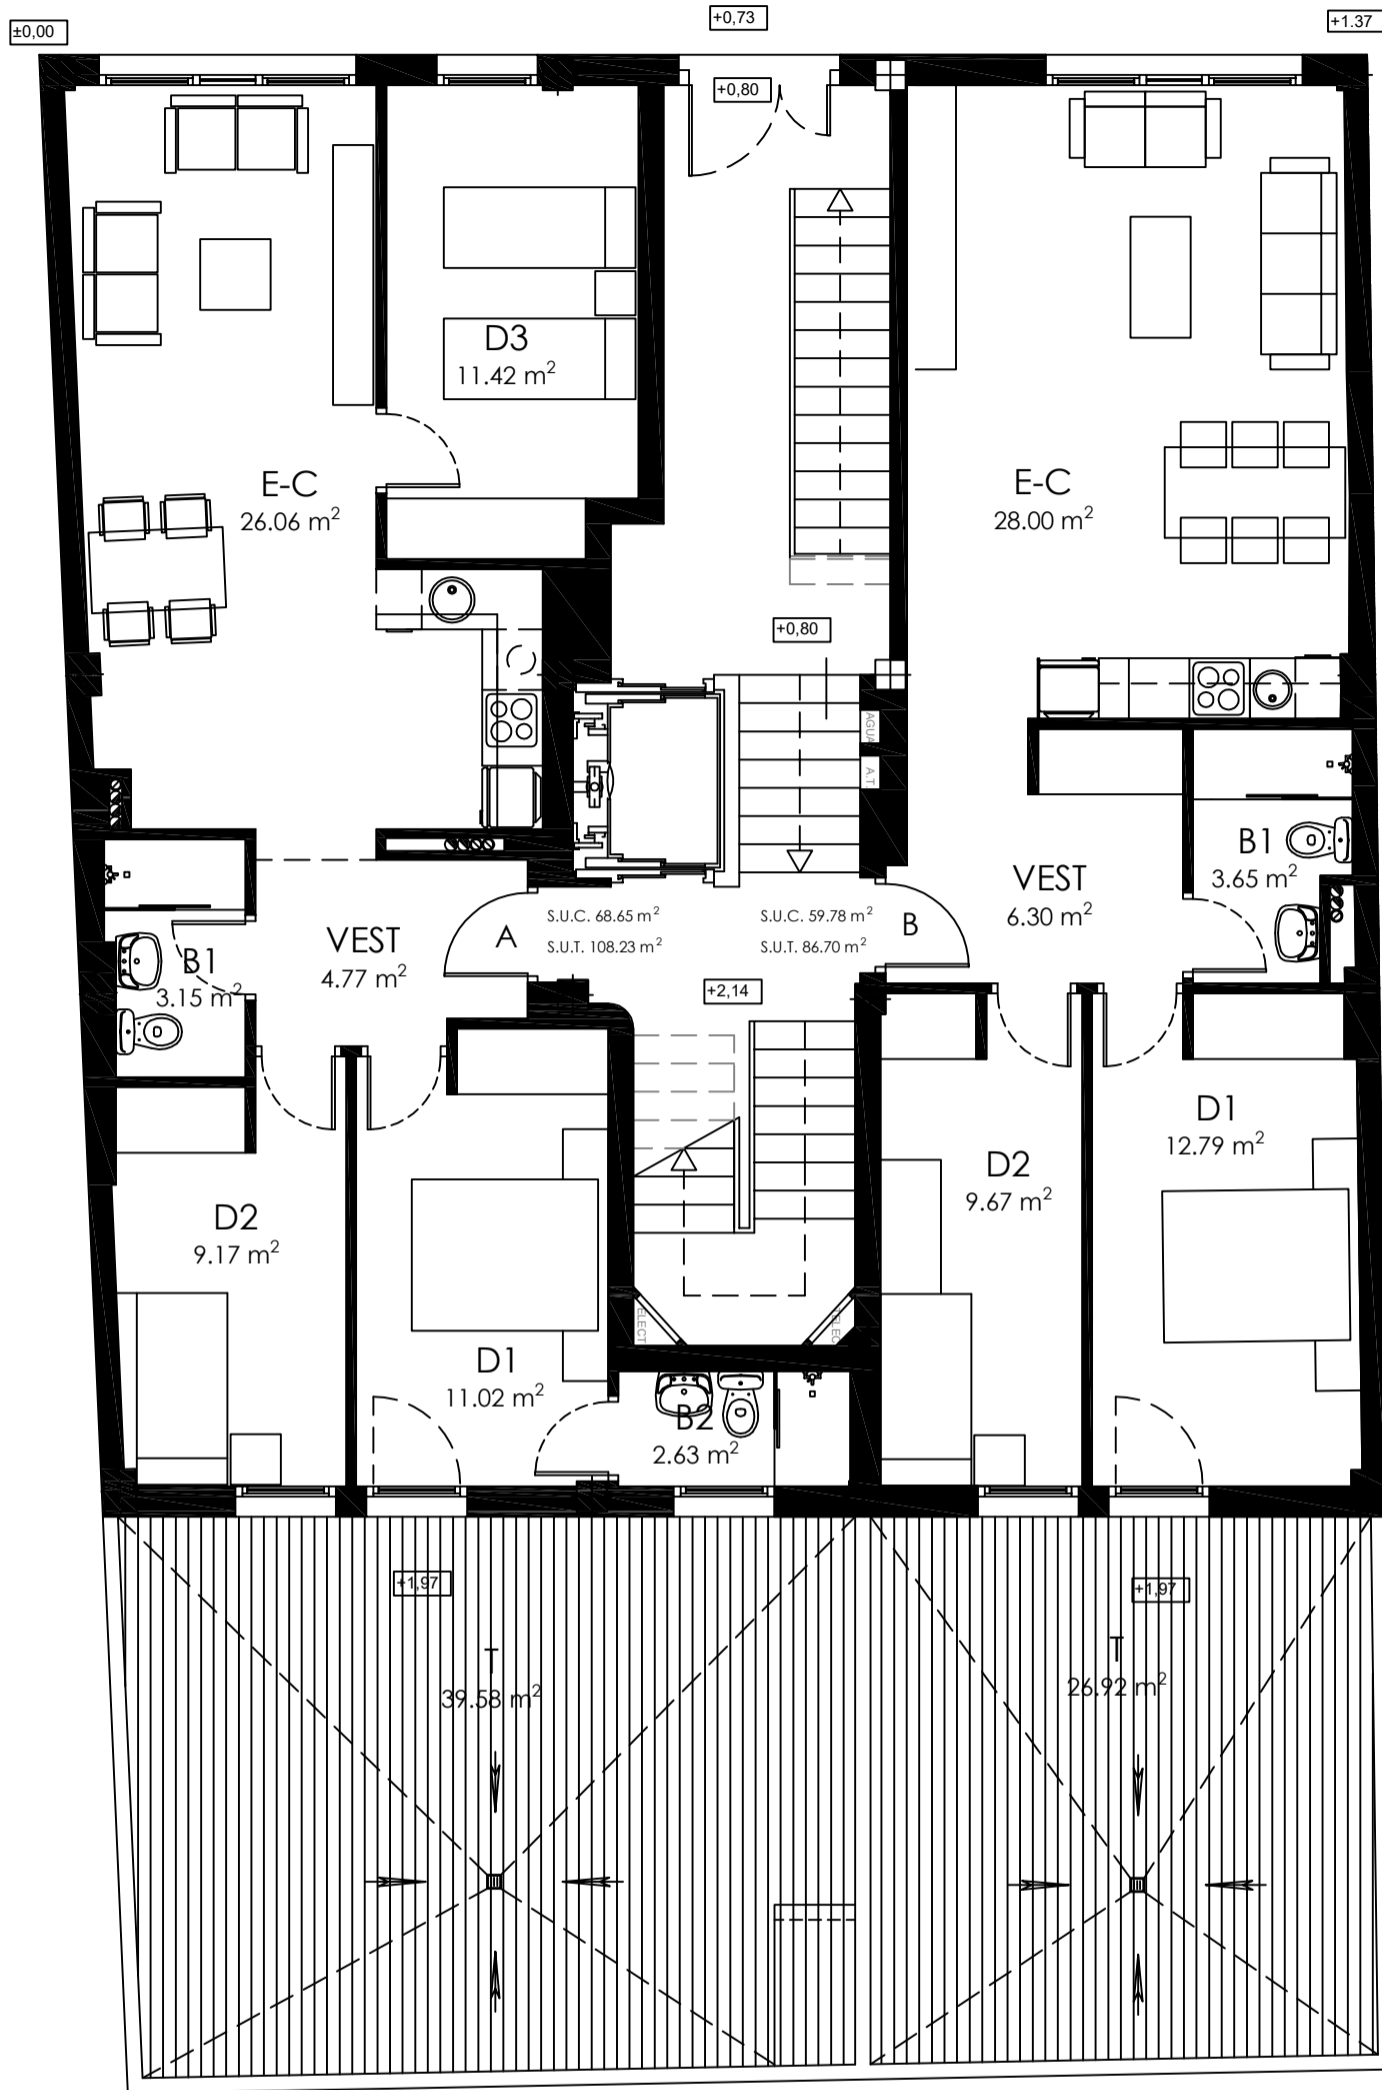 ±0,00
+0,73
+1.37
+0,80
D3
11.42 m²
E-C
26.06 m²
E-C
28.00 m²
+0,80
AGUA
A.T
S.U.C. 68.65 m²
S.U.T. 108.23 m²
S.U.C. 59.78 m²
S.U.T. 86.70 m²
A
B
VEST
4.77 m²
VEST
6.30 m²
B1
3.15 m²
B1
3.65 m²
+2,14
D2
9.17 m²
D1
11.02 m²
D2
9.67 m²
D1
12.79 m²
ELECT
B2
2.63 m²
+1,97
+1,97
T
39.58 m²
T
26.92 m²